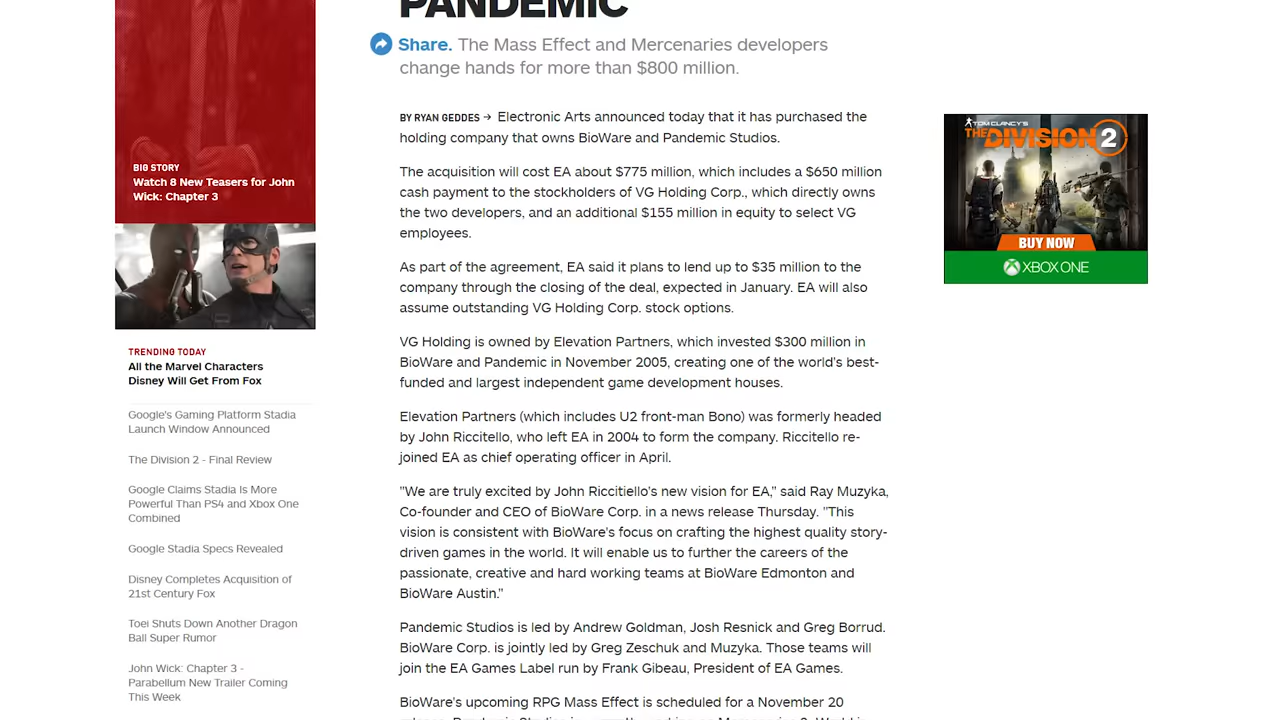 PANDEMIC
Share. The Mass Effect and Mercenaries developers
change hands for more than $800 million.
BY RYAN GEDDES → Electronic Arts announced today that it has purchased the
holding company that owns BioWare and Pandemic Studios.
The acquisition will cost EA about $775 million, which includes a $650 million
cash payment to the stockholders of VG Holding Corp., which directly owns
the two developers, and an additional $155 million in equity to select VG
employees.
As part of the agreement, EA said it plans to lend up to $35 million to the
company through the closing of the deal, expected in January. EA will also
assume outstanding VG Holding Corp. stock options.
VG Holding is owned by Elevation Partners, which invested $300 million in
BioWare and Pandemic in November 2005, creating one of the world's best-
funded and largest independent game development houses.
Elevation Partners (which includes U2 front-man Bono) was formerly headed
by John Riccitello, who left EA in 2004 to form the company. Riccitello re-
joined EA as chief operating officer in April.
"We are truly excited by John Riccitiello's new vision for EA," said Ray Muzyka,
Co-founder and CEO of BioWare Corp. in a news release Thursday. "This
vision is consistent with BioWare's focus on crafting the highest quality story-
driven games in the world. It will enable us to further the careers of the
passionate, creative and hard working teams at BioWare Edmonton and
BioWare Austin."
Pandemic Studios is led by Andrew Goldman, Josh Resnick and Greg Borrud.
BioWare Corp. is jointly led by Greg Zeschuk and Muzyka. Those teams will
join the EA Games Label run by Frank Gibeau, President of EA Games.
BioWare's upcoming RPG Mass Effect is scheduled for a November 20
BIG STORY
Watch 8 New Teasers for John
Wick: Chapter 3
TRENDING TODAY
All the Marvel Characters
Disney Will Get From Fox
Google's Gaming Platform Stadia
Launch Window Announced
The Division 2 - Final Review
Google Claims Stadia Is More
Powerful Than PS4 and Xbox One
Combined
Google Stadia Specs Revealed
Disney Completes Acquisition of
21st Century Fox
Toei Shuts Down Another Dragon
Ball Super Rumor
John Wick: Chapter 3 -
Parabellum New Trailer Coming
This Week
TOM CLANCY'S
THE DIVISION 2
BUY NOW
XBOX ONE